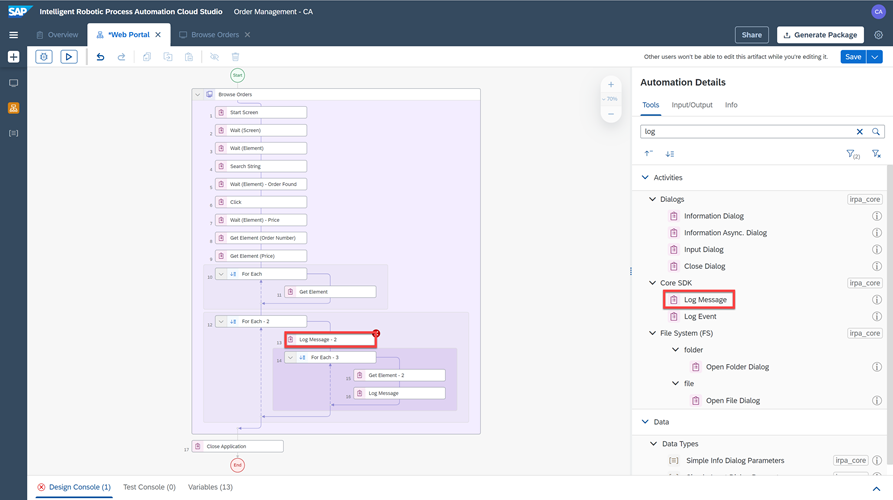 SAP Intelligent Robotic Process Automation Cloud Studio Order Management - CA CA
Overview *Web Portal Browse Orders Share Generate Package
Other users won't be able to edit this artifact while you're editing it. Save
Start
Browse Orders
1 Start Screen
2 Wait (Screen)
3 Wait (Element)
4 Search String
5 Wait (Element) - Order Found
6 Click
7 Wait (Element) - Price
8 Get Element (Order Number)
9 Get Element (Price)
10 For Each
11 Get Element
12 For Each - 2
13 Log Message - 2
14 For Each - 3
15 Get Element - 2
16 Log Message
17 Close Application
End
70%
Automation Details
Tools Input/Output Info
log
(2)
Activities
Dialogs irpa_core
Information Dialog
Information Async. Dialog
Input Dialog
Close Dialog
Core SDK irpa_core
Log Message
Log Event
File System (FS) irpa_core
folder
Open Folder Dialog
file
Open File Dialog
Data
Data Types
Simple Info Dialog Parameters irpa_core
Design Console (1) Test Console (0) Variables (13)